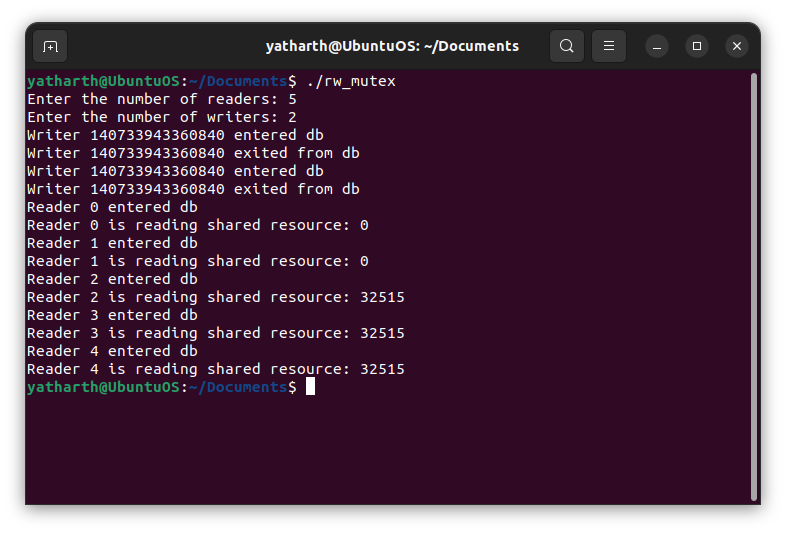 yatharth@UbuntuOS: ~/Documents
yatharth@UbuntuOS:~/Documents$ ./rw_mutex
Enter the number of readers: 5
Enter the number of writers: 2
Writer 140733943360840 entered db
Writer 140733943360840 exited from db
Writer 140733943360840 entered db
Writer 140733943360840 exited from db
Reader 0 entered db
Reader 0 is reading shared resource: 0
Reader 1 entered db
Reader 1 is reading shared resource: 0
Reader 2 entered db
Reader 2 is reading shared resource: 32515
Reader 3 entered db
Reader 3 is reading shared resource: 32515
Reader 4 entered db
Reader 4 is reading shared resource: 32515
yatharth@UbuntuOS:~/Documents$